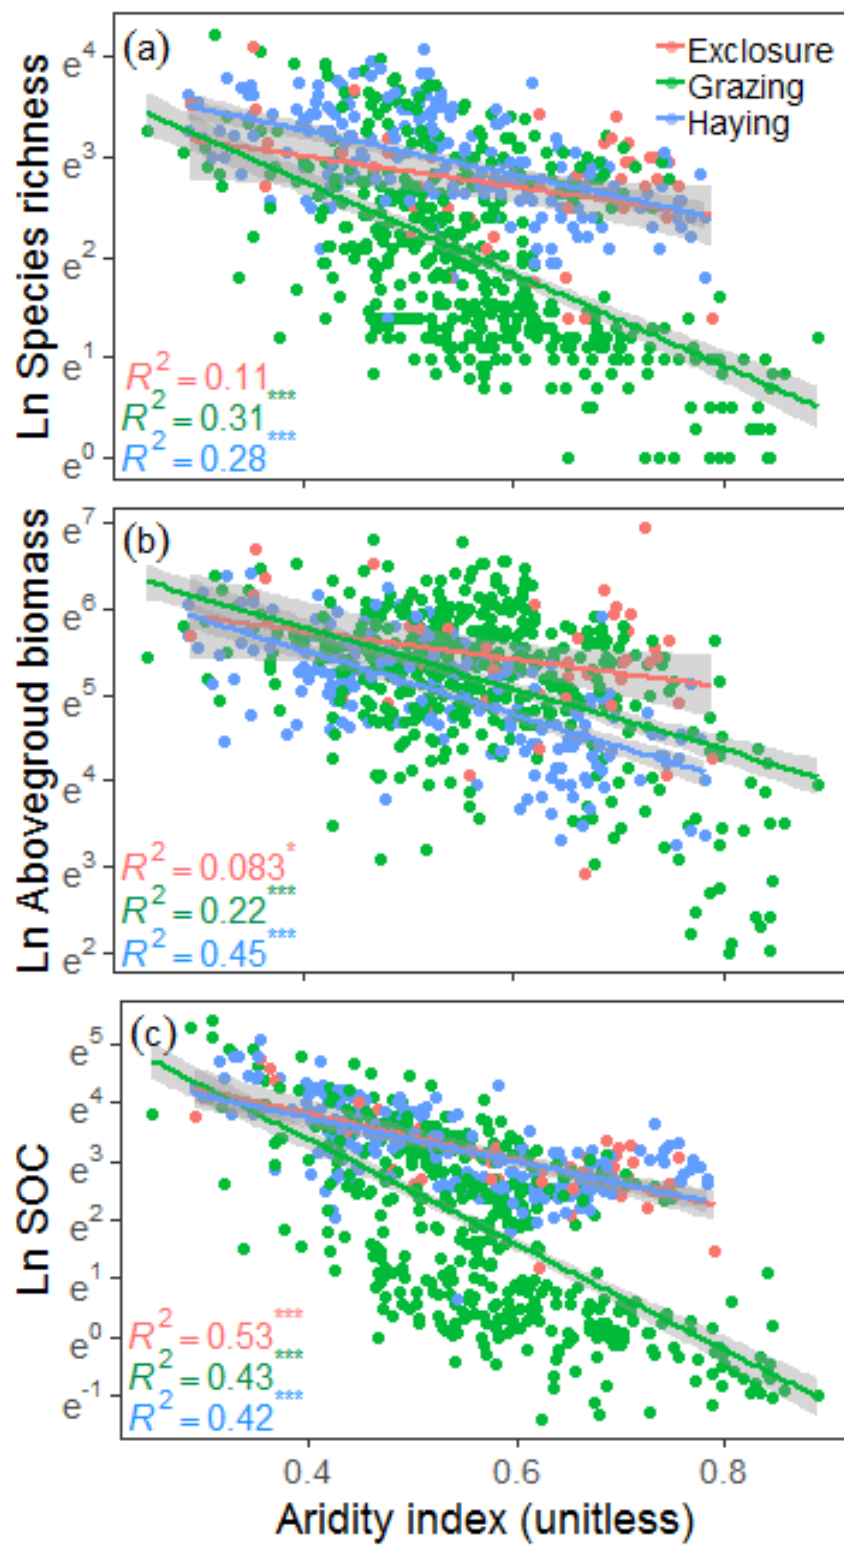 (a)
Exclosure
Grazing
Haying
Ln Species richness
e⁴
e³
e²
e¹
e⁰
R² = 0.11
R² = 0.31***
R² = 0.28***
(b)
Ln Abovegroud biomass
e⁷
e⁶
e⁵
e⁴
e³
e²
R² = 0.083*
R² = 0.22***
R² = 0.45***
(c)
Ln SOC
e⁵
e⁴
e³
e²
e¹
e⁰
e⁻¹
R² = 0.53***
R² = 0.43***
R² = 0.42***
0.4 0.6 0.8
Aridity index (unitless)